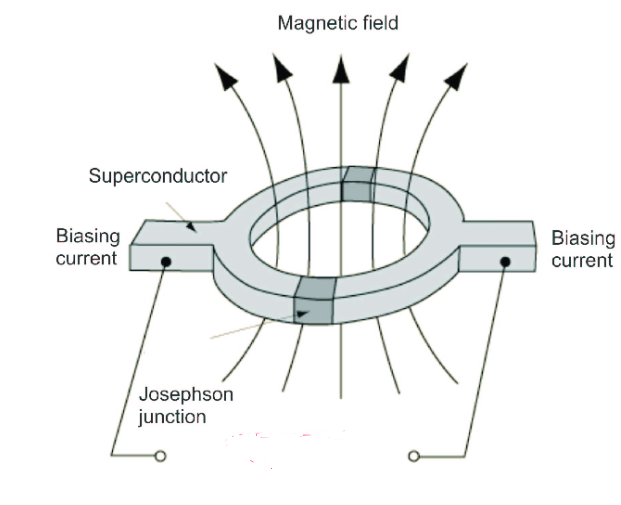 Magnetic field
Superconductor
Biasing
current
Biasing
current
Josephson
junction